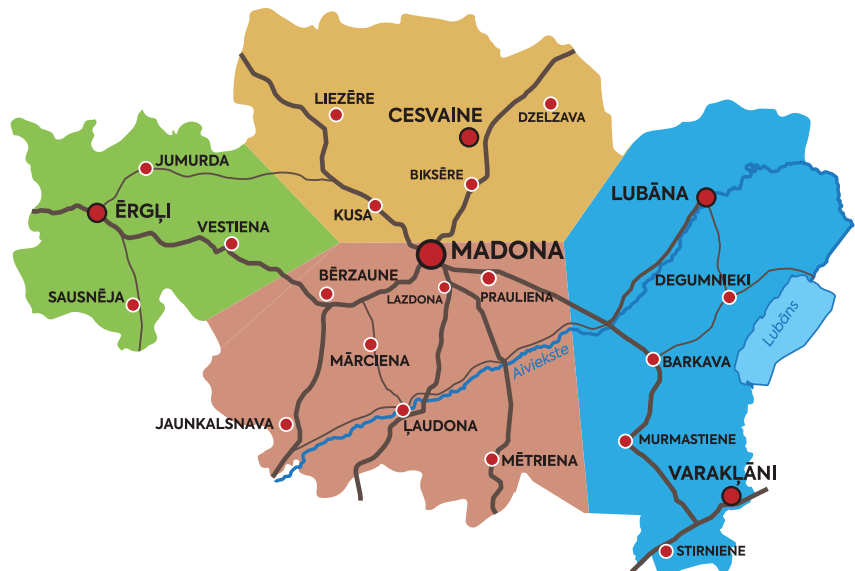 LIEZĒRE
CESVAINE
DZELZAVA
JUMURDA
BIKSĒRE
ĒRGĻI
KUSA
LUBĀNA
VESTIENA
MADONA
SAUSNĒJA
BĒRZAUNE
LAZDONA
PRAULIENA
DEGUMNIEKI
Lubāns
MĀRCIENA
Aiviekste
BARKAVA
JAUNKALSNAVA
ĻAUDONA
MURMASTIENE
MĒTRIENA
VARAKĻĀNI
STIRNIENE